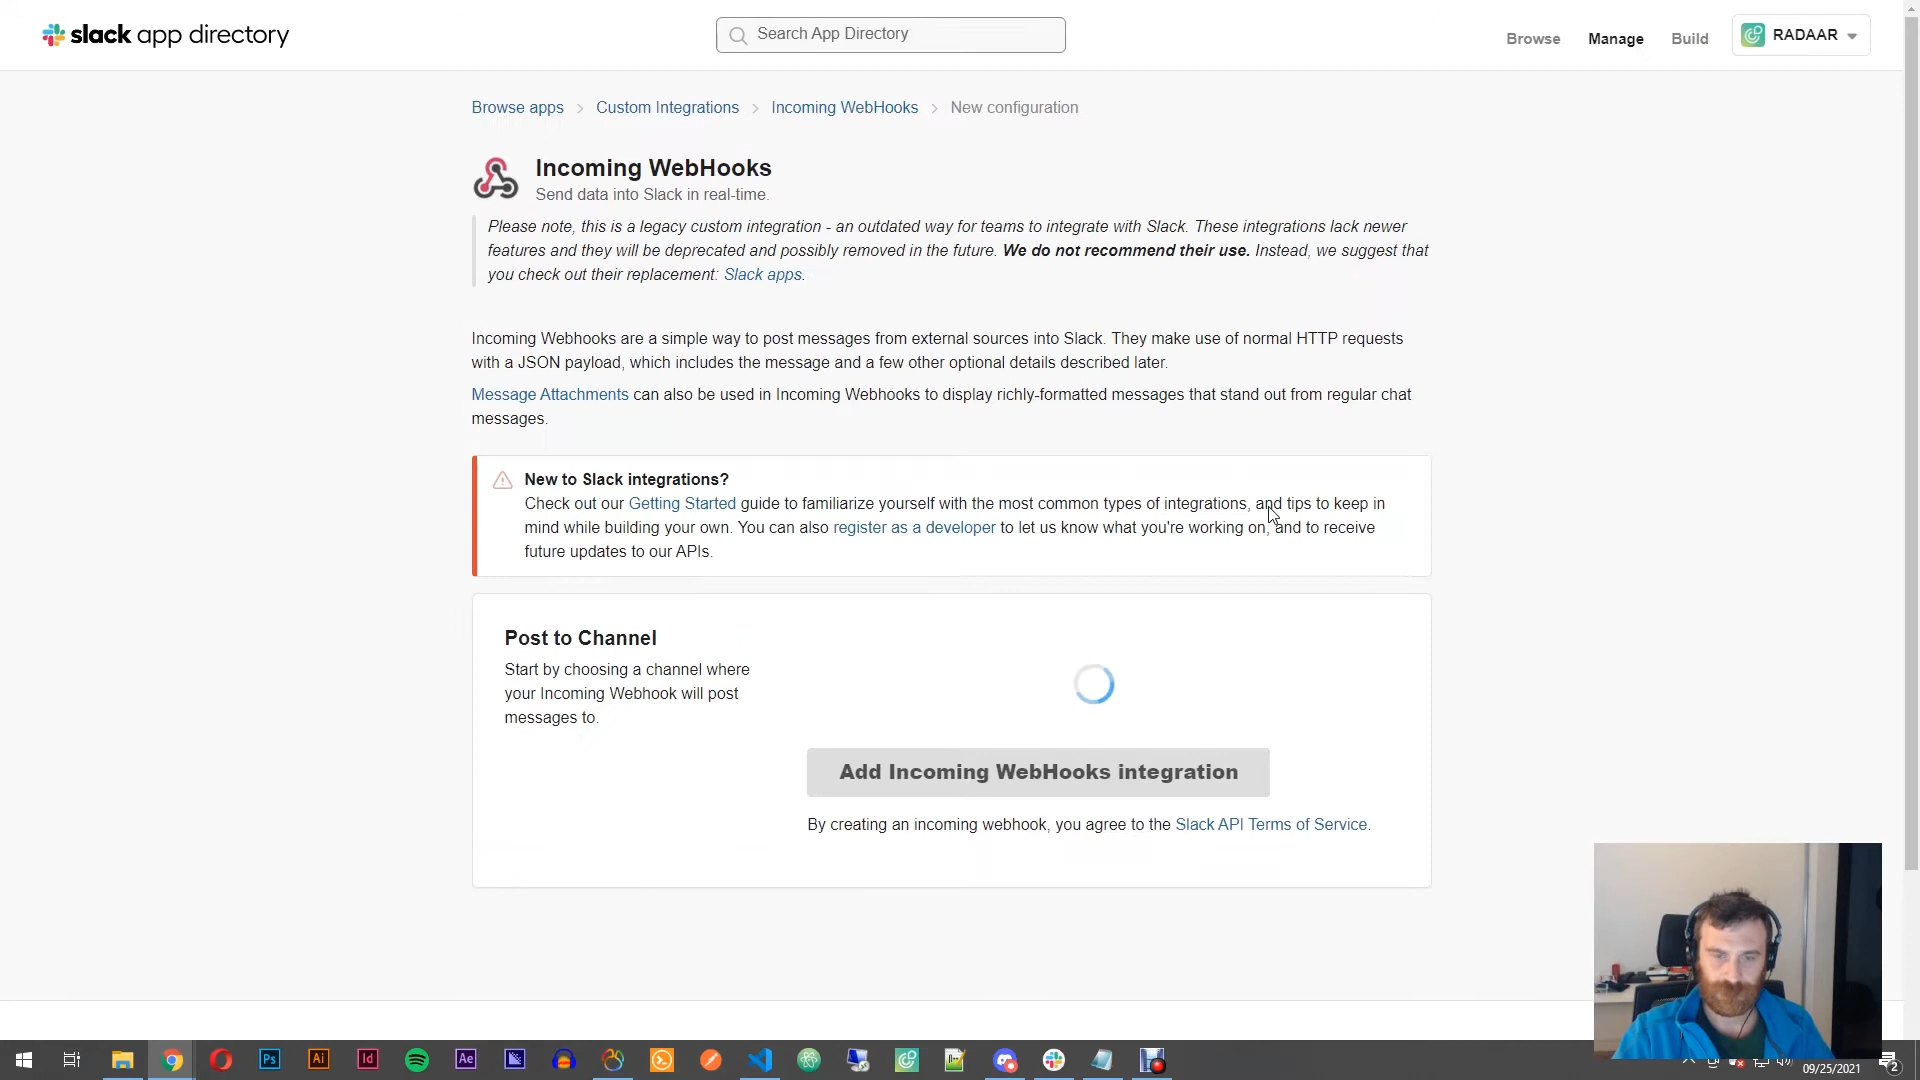 slack app directory
Search App Directory
Browse
Manage
Build
RADAAR
Browse apps > Custom Integrations > Incoming WebHooks > New configuration
Incoming WebHooks
Send data into Slack in real-time.
Please note, this is a legacy custom integration - an outdated way for teams to integrate with Slack. These integrations lack newer
features and they will be deprecated and possibly removed in the future. We do not recommend their use. Instead, we suggest that
you check out their replacement: Slack apps.
Incoming Webhooks are a simple way to post messages from external sources into Slack. They make use of normal HTTP requests
with a JSON payload, which includes the message and a few other optional details described later.
Message Attachments can also be used in Incoming Webhooks to display richly-formatted messages that stand out from regular chat
messages.
New to Slack integrations?
Check out our Getting Started guide to familiarize yourself with the most common types of integrations, and tips to keep in
mind while building your own. You can also register as a developer to let us know what you're working on, and to receive
future updates to our APIs.
Post to Channel
Start by choosing a channel where
your Incoming Webhook will post
messages to.
Add Incoming WebHooks integration
By creating an incoming webhook, you agree to the Slack API Terms of Service.
Ps
Ai
Id
Ae
09/25/2021
2